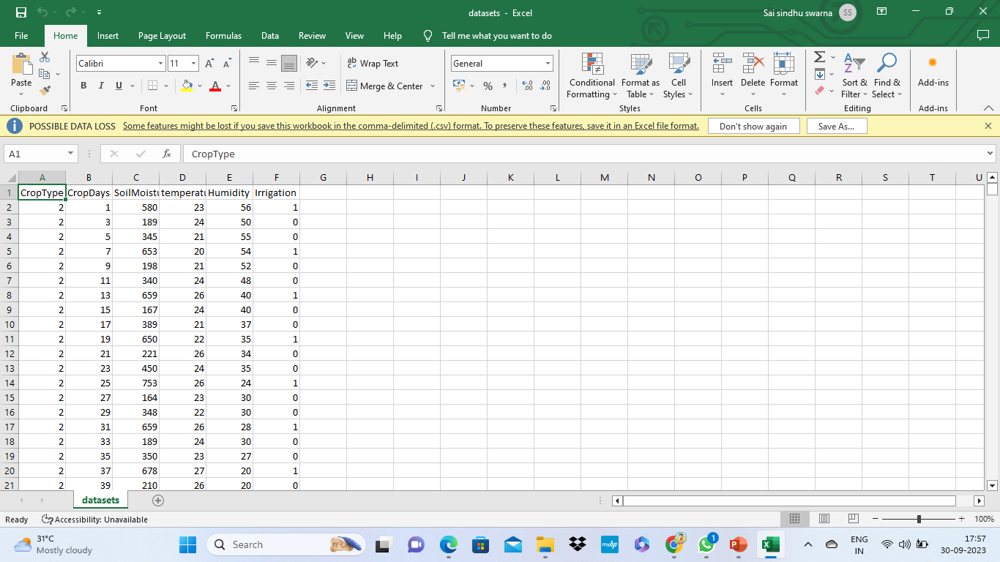 datasets - Excel
Sai sindhu swarna SS
File Home Insert Page Layout Formulas Data Review View Help Tell me what you want to do
Paste
Calibri 11
B I U
A A
ab Wrap Text
Merge & Center
General
% ,
Conditional Formatting
Format as Table
Cell Styles
Insert Delete Format
Sort & Filter
Find & Select
Add-ins
Clipboard Font Alignment Number Styles Cells Editing Add-ins
POSSIBLE DATA LOSS Some features might be lost if you save this workbook in the comma-delimited (.csv) format. To preserve these features, save it in an Excel file format. Don't show again Save As...
A1 fx CropType
A B C D E F G H I J K L M N O P Q R S T U
1 CropType CropDays SoilMoistu temperatu Humidity Irrigation
2 2 1 580 23 56 1
3 2 3 189 24 50 0
4 2 5 345 21 55 0
5 2 7 653 20 54 1
6 2 9 198 21 52 0
7 2 11 340 24 48 0
8 2 13 659 26 40 1
9 2 15 167 24 40 0
10 2 17 389 21 37 0
11 2 19 650 22 35 1
12 2 21 221 26 34 0
13 2 23 450 24 35 0
14 2 25 753 26 24 1
15 2 27 164 23 30 0
16 2 29 348 22 30 0
17 2 31 659 26 28 1
18 2 33 189 24 30 0
19 2 35 350 23 27 0
20 2 37 678 27 20 1
21 2 39 210 26 20 0
datasets
Ready Accessibility: Unavailable 100%
31°C
Mostly cloudy
Search
myhp
1
ENG
IN
17:57
30-09-2023